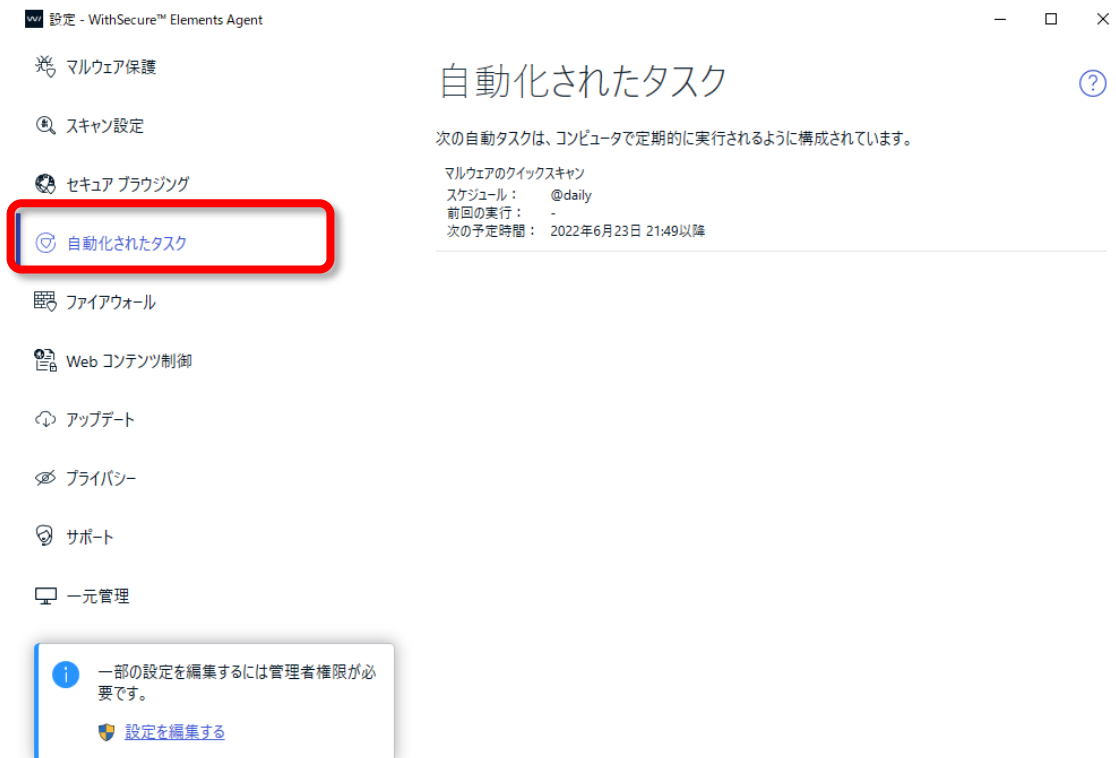 設定 - WithSecure™ Elements Agent
マルウェア保護
スキャン設定
セキュア ブラウジング
自動化されたタスク
ファイアウォール
Web コンテンツ制御
アップデート
プライバシー
サポート
一元管理
一部の設定を編集するには管理者権限が必
要です。
設定を編集する
自動化されたタスク
次の自動タスクは、コンピュータで定期的に実行されるように構成されています。
マルウェアのクイックスキャン
スケジュール： @daily
前回の実行： -
次の予定時間： 2022年6月23日 21:49以降